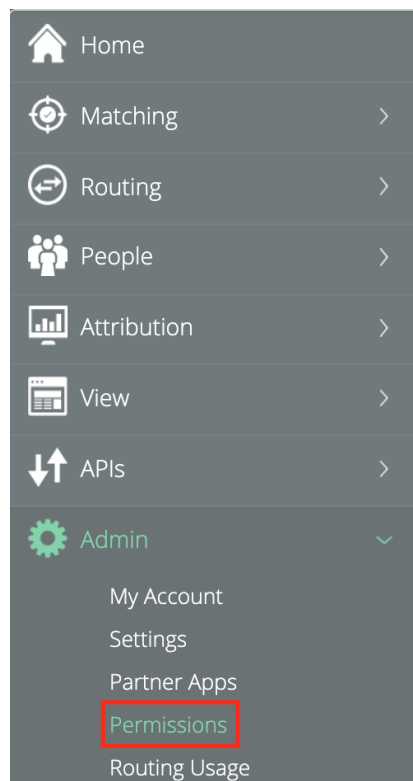 Home
Matching
Routing
People
Attribution
View
APIs
Admin
My Account
Settings
Partner Apps
Permissions
Routing Usage